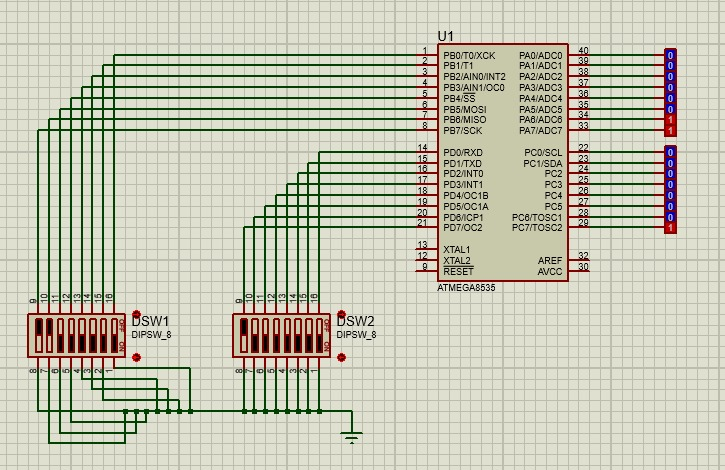 U1
1 PB0/T0/XCK PA0/ADC0 40 0
2 PB1/T1 PA1/ADC1 39 0
3 PB2/AIN0/INT2 PA2/ADC2 38 0
4 PB3/AIN1/OC0 PA3/ADC3 37 0
5 PB4/SS PA4/ADC4 36 0
6 PB5/MOSI PA5/ADC5 35 0
7 PB6/MISO PA6/ADC6 34 1
8 PB7/SCK PA7/ADC7 33 1
14 PD0/RXD PC0/SCL 22 0
15 PD1/TXD PC1/SDA 23 0
16 PD2/INT0 PC2 24 0
17 PD3/INT1 PC3 25 0
18 PD4/OC1B PC4 26 0
19 PD5/OC1A PC5 27 0
20 PD6/ICP1 PC6/TOSC1 28 0
21 PD7/OC2 PC7/TOSC2 29 1
13 XTAL1
12 XTAL2 AREF 32
9 RESET AVCC 30
ATMEGA8535
9 10 11 12 13 14 15 16
9 10 11 12 13 14 15 16
OFF ON
DSW1
DIPSW_8
OFF ON
DSW2
DIPSW_8
8 7 6 5 4 3 2 1
8 7 6 5 4 3 2 1